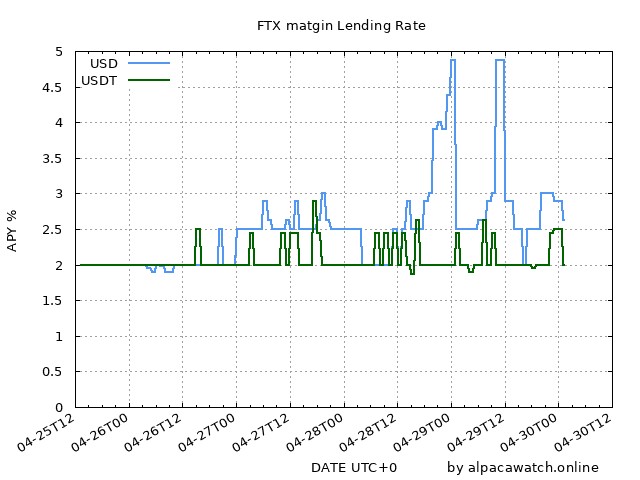 FTX matgin Lending Rate
USD
USDT
5
4.5
4
3.5
3
2.5
2
1.5
1
0.5
0
APY %
04-25T12
04-26T00
04-26T12
04-27T00
04-27T12
04-28T00
04-28T12
04-29T00
04-29T12
04-30T00
04-30T12
DATE UTC+0
by alpacawatch.online